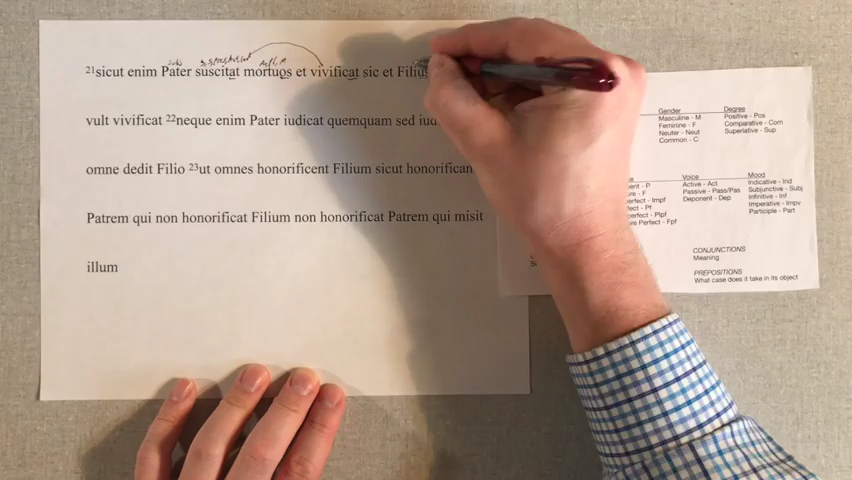 21sicut enim Pater suscitat mortuos et vivificat sic et Filius
vult vivificat 22neque enim Pater iudicat quemquam sed
omne dedit Filio 23ut omnes honorificent Filium sicut
Patrem qui non honorificat Filium non honorificat Patrem qui misit
illum
Gender
Masculine - M
Feminine - F
Neuter - Neut
Common - C
Degree
Positive - Pos
Comparative - Com
Superlative - Sup
Voice
Active - Act
Passive - Pass/Pas
Deponent - Dep
Mood
Indicative - Ind
Subjunctive - Subj
Infinitive - Inf
Imperative - Impv
Participle - Part
CONJUNCTIONS
Meaning
PREPOSITIONS
What case does it take in its object